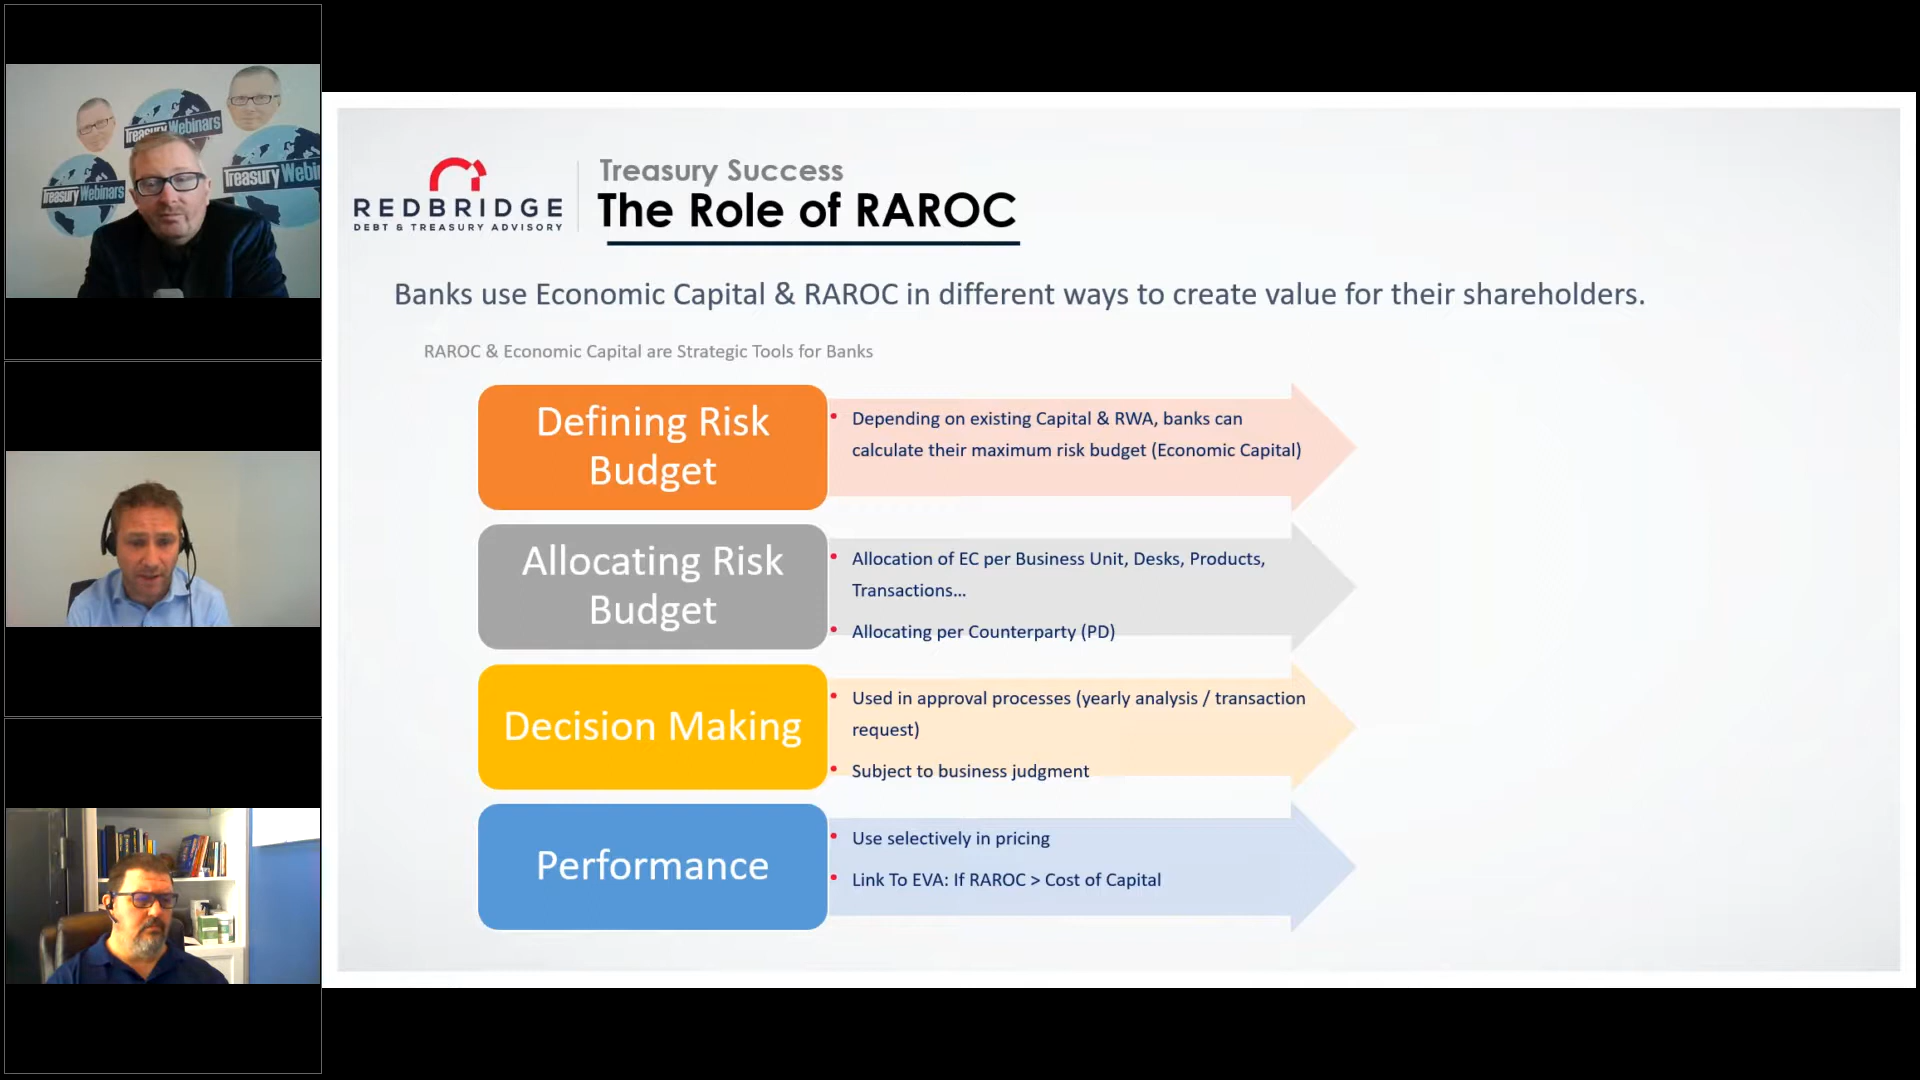 Treasury Webinars
Treasury Webinars
Treasury Webin
REDBRIDGE
DEBT & TREASURY ADVISORY
Treasury Success
The Role of RAROC
Banks use Economic Capital & RAROC in different ways to create value for their shareholders.
RAROC & Economic Capital are Strategic Tools for Banks
Defining Risk
Budget
• Depending on existing Capital & RWA, banks can
calculate their maximum risk budget (Economic Capital)
Allocating Risk
Budget
• Allocation of EC per Business Unit, Desks, Products,
Transactions...
• Allocating per Counterparty (PD)
Decision Making
• Used in approval processes (yearly analysis / transaction
request)
• Subject to business judgment
Performance
• Use selectively in pricing
• Link To EVA: If RAROC > Cost of Capital